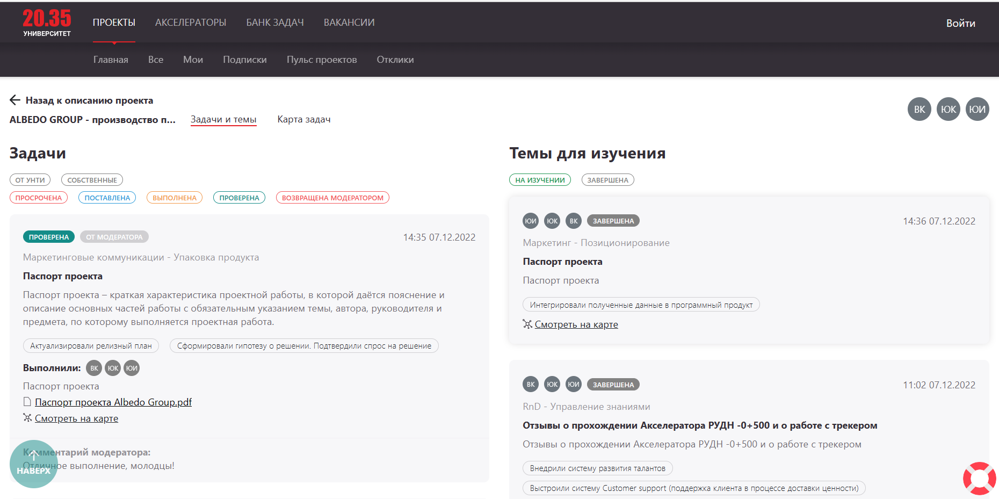 20.35
УНИВЕРСИТЕТ
ПРОЕКТЫ АКСЕЛЕРАТОРЫ БАНК ЗАДАЧ ВАКАНСИИ
Войти
Главная Все Мои Подписки Пульс проектов Отклики
Назад к описанию проекта
ALBEDO GROUP - производство п... Задачи и темы Карта задач
ВК ЮК ЮИ
Задачи
ОТ УНТИ СОБСТВЕННЫЕ
ПРОСРОЧЕНА ПОСТАВЛЕНА ВЫПОЛНЕНА ПРОВЕРЕНА ВОЗВРАЩЕНА МОДЕРАТОРОМ
ПРОВЕРЕНА ОТ МОДЕРАТОРА 14:35 07.12.2022
Маркетинговые коммуникации - Упаковка продукта
Паспорт проекта
Паспорт проекта – краткая характеристика проектной работы, в которой даётся пояснение и
описание основных частей работы с обязательным указанием темы, автора, руководителя и
предмета, по которому выполняется проектная работа.
Актуализировали релизный план Сформировали гипотезу о решении. Подтвердили спрос на решение
Выполнили: ВК ЮК ЮИ
Паспорт проекта
Паспорт проекта Albedo Group.pdf
Смотреть на карте
Комментарий модератора:
Отличное выполнение, молодцы!
НАВЕРХ
Темы для изучения
НА ИЗУЧЕНИИ ЗАВЕРШЕНА
ЮИ ЮК ВК ЗАВЕРШЕНА 14:36 07.12.2022
Маркетинг - Позиционирование
Паспорт проекта
Паспорт проекта
Интегрировали полученные данные в программный продукт
Смотреть на карте
ВК ЮК ЮИ ЗАВЕРШЕНА 11:02 07.12.2022
RnD - Управление знаниями
Отзывы о прохождении Акселератора РУДН -0+500 и о работе с трекером
Отзывы о прохождении Акселератора РУДН -0+500 и о работе с трекером
Внедрили систему развития талантов
Выстроили систему Customer support (поддержка клиента в процессе доставки ценности)